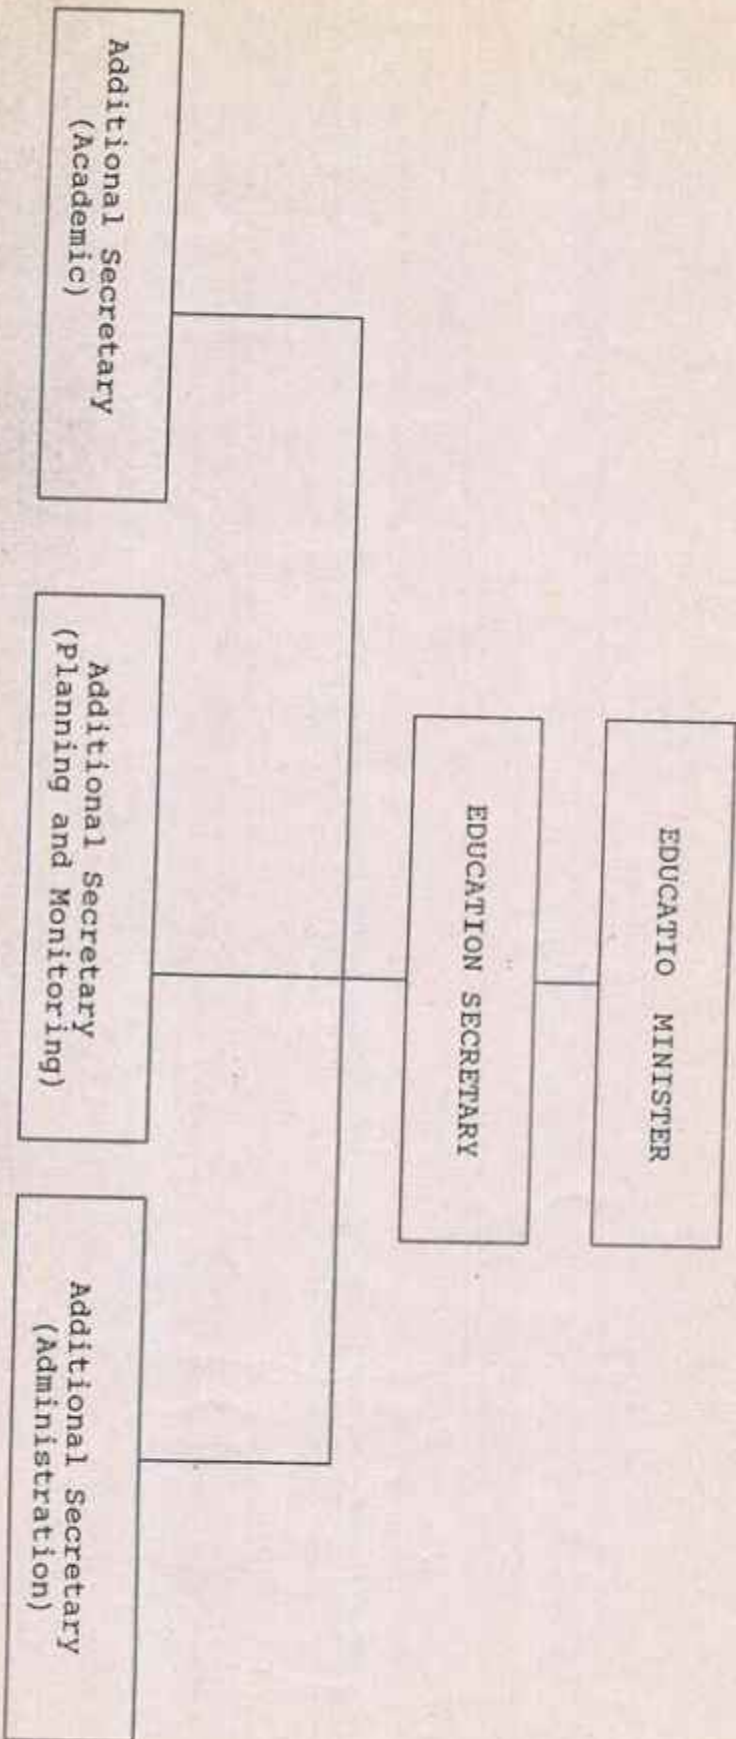 EDUCATIO MINISTER
EDUCATION SECRETARY
Additional Secretary
(Academic)
Additional Secretary
(Planning and Monitoring)
Additional Secretary
(Administration)